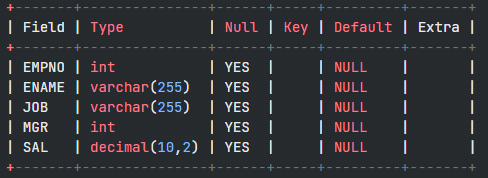 +-------+---------------+------+-----+---------+-------+
| Field | Type          | Null | Key | Default | Extra |
+-------+---------------+------+-----+---------+-------+
| EMPNO | int           | YES  |     | NULL    |       |
| ENAME | varchar(255)  | YES  |     | NULL    |       |
| JOB   | varchar(255)  | YES  |     | NULL    |       |
| MGR   | int           | YES  |     | NULL    |       |
| SAL   | decimal(10,2) | YES  |     | NULL    |       |
+-------+---------------+------+-----+---------+-------+